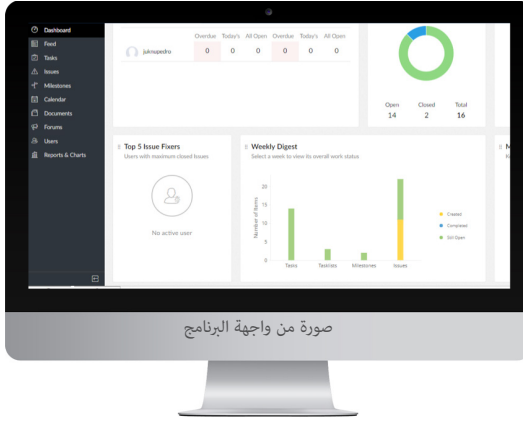 Dashboard
Feed
Tasks
Issues
Milestones
Calendar
Documents
Forums
Users
Reports & Charts
Overdue Today's All Open Overdue Today's All Open
julmopedro 0 0 0 0 0 0
Open Closed Total
14 2 16
Top 5 Issue Fixers
Users with maximum closed issues
No active user
Weekly Digest
Select a week to view its overall work status
Number of Items
20
15
10
5
0
Tasks Tasklists Milestones Issues
Created
Completed
Still Open
صورة من واجهة البرنامج